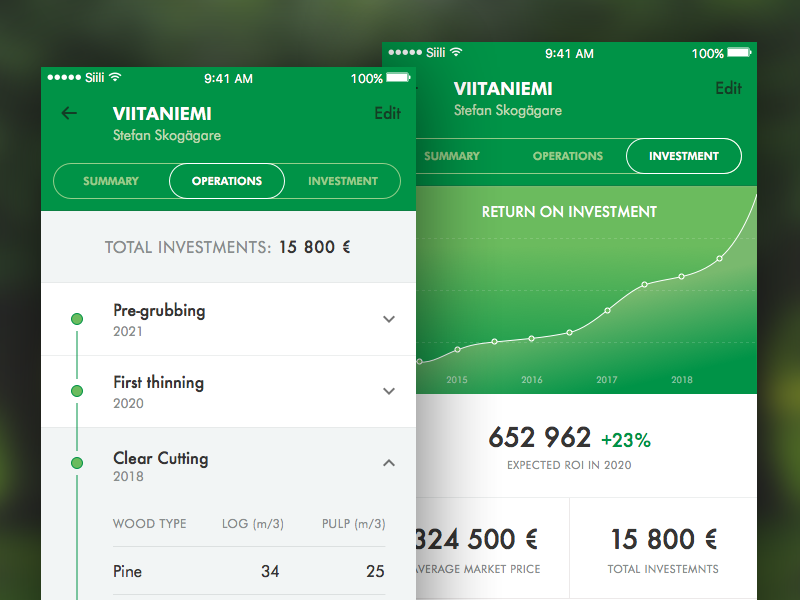 Siili 9:41 AM 100%
VIITANIEMI Edit
Stefan Skogägare
SUMMARY OPERATIONS INVESTMENT
TOTAL INVESTMENTS: 15 800 €
Pre-grubbing
2021
First thinning
2020
Clear Cutting
2018
WOOD TYPE LOG (m/3) PULP (m/3)
Pine 34 25
Siili 9:41 AM 100%
VIITANIEMI Edit
Stefan Skogägare
SUMMARY OPERATIONS INVESTMENT
RETURN ON INVESTMENT
2015 2016 2017 2018
652 962 +23%
EXPECTED ROI IN 2020
324 500 € 15 800 €
AVERAGE MARKET PRICE TOTAL INVESTEMNTS